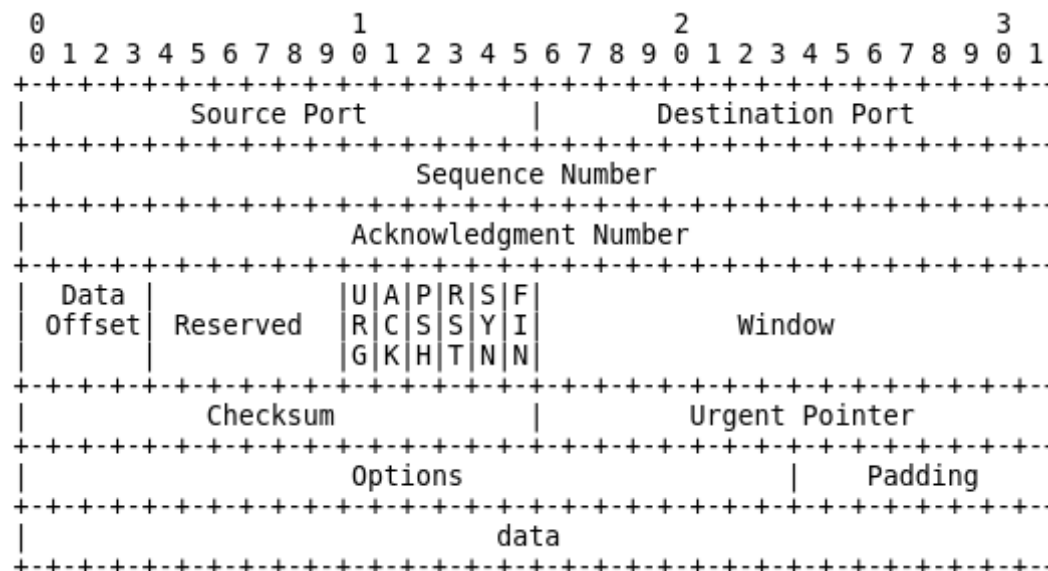 0                   1                   2                   3
0 1 2 3 4 5 6 7 8 9 0 1 2 3 4 5 6 7 8 9 0 1 2 3 4 5 6 7 8 9 0 1
+-+-+-+-+-+-+-+-+-+-+-+-+-+-+-+-+-+-+-+-+-+-+-+-+-+-+-+-+-+-+-+-
|          Source Port          |       Destination Port
+-+-+-+-+-+-+-+-+-+-+-+-+-+-+-+-+-+-+-+-+-+-+-+-+-+-+-+-+-+-+-+-
|                        Sequence Number
+-+-+-+-+-+-+-+-+-+-+-+-+-+-+-+-+-+-+-+-+-+-+-+-+-+-+-+-+-+-+-+-
|                    Acknowledgment Number
+-+-+-+-+-+-+-+-+-+-+-+-+-+-+-+-+-+-+-+-+-+-+-+-+-+-+-+-+-+-+-+-
|  Data |           |U|A|P|R|S|F|
| Offset| Reserved  |R|C|S|S|Y|I|            Window
|       |           |G|K|H|T|N|N|
+-+-+-+-+-+-+-+-+-+-+-+-+-+-+-+-+-+-+-+-+-+-+-+-+-+-+-+-+-+-+-+-
|           Checksum            |         Urgent Pointer
+-+-+-+-+-+-+-+-+-+-+-+-+-+-+-+-+-+-+-+-+-+-+-+-+-+-+-+-+-+-+-+-
|                    Options                    |    Padding
+-+-+-+-+-+-+-+-+-+-+-+-+-+-+-+-+-+-+-+-+-+-+-+-+-+-+-+-+-+-+-+-
|                             data
+-+-+-+-+-+-+-+-+-+-+-+-+-+-+-+-+-+-+-+-+-+-+-+-+-+-+-+-+-+-+-+-